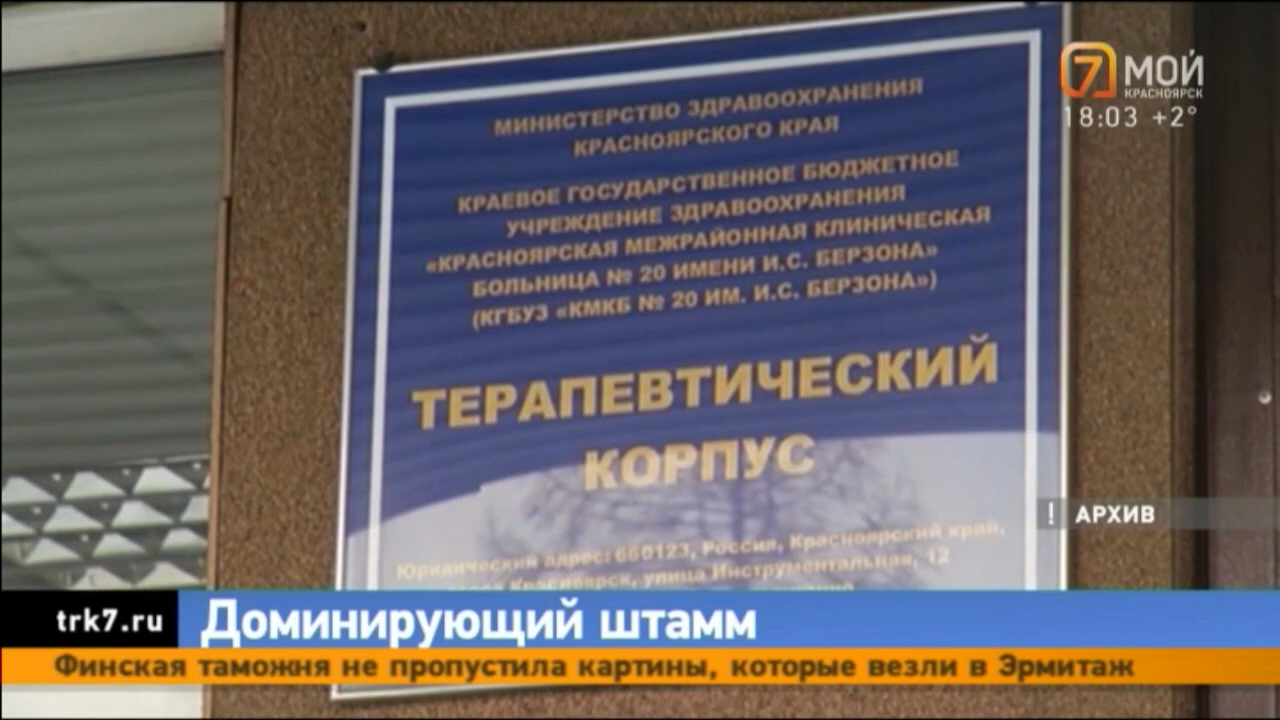 7 МОЙ
КРАСНОЯРСК
18:03 +2°
МИНИСТЕРСТВО ЗДРАВООХРАНЕНИЯ
КРАСНОЯРСКОГО КРАЯ
КРАЕВОЕ ГОСУДАРСТВЕННОЕ БЮДЖЕТНОЕ
УЧРЕЖДЕНИЕ ЗДРАВООХРАНЕНИЯ
«КРАСНОЯРСКАЯ МЕЖРАЙОННАЯ КЛИНИЧЕСКАЯ
БОЛЬНИЦА № 20 ИМЕНИ И.С. БЕРЗОНА»
(КГБУЗ «КМКБ № 20 ИМ. И.С. БЕРЗОНА»)
ТЕРАПЕВТИЧЕСКИЙ
КОРПУС
! АРХИВ
Юридический адрес: 660123, Россия, Красноярский край,
Красноярск, улица Инструментальная, 12
trk7.ru Доминирующий штамм
Финская таможня не пропустила картины, которые везли в Эрмитаж